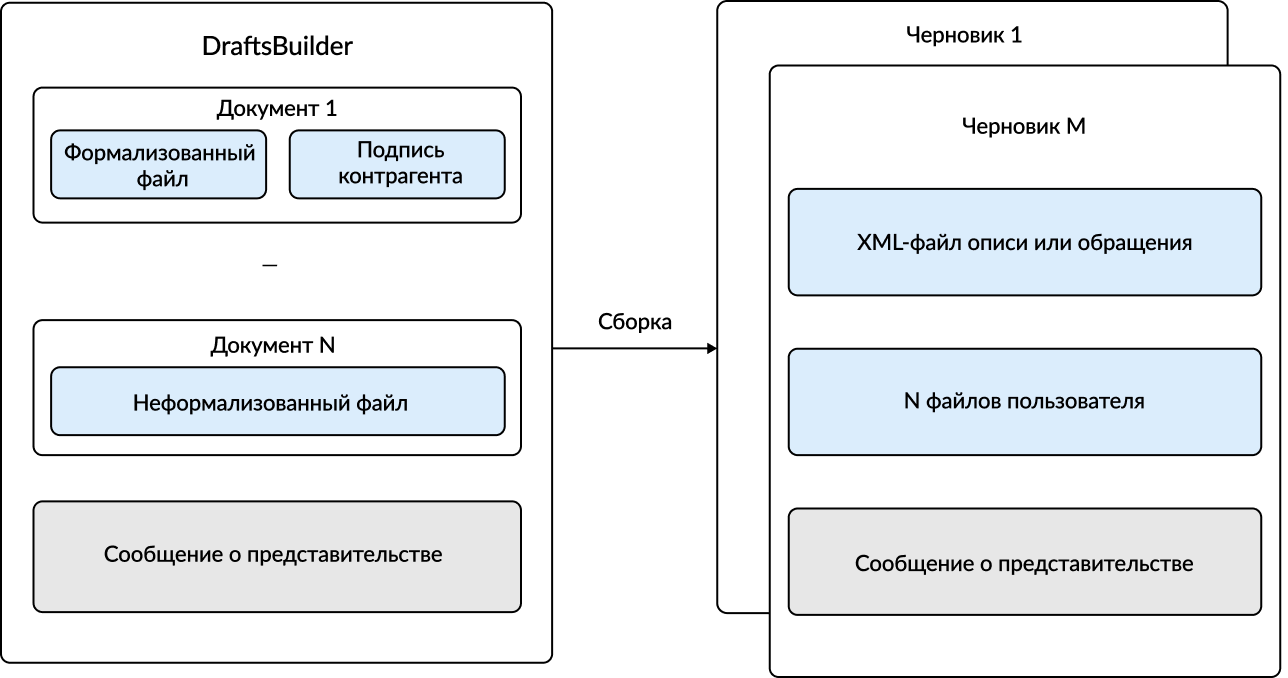 DraftsBuilder
Документ 1
Формализованный
файл
Подпись
контрагента
–
Документ N
Неформализованный файл
Сообщение о представительстве
Сборка
Черновик 1
Черновик M
XML-файл описи или обращения
N файлов пользователя
Сообщение о представительстве